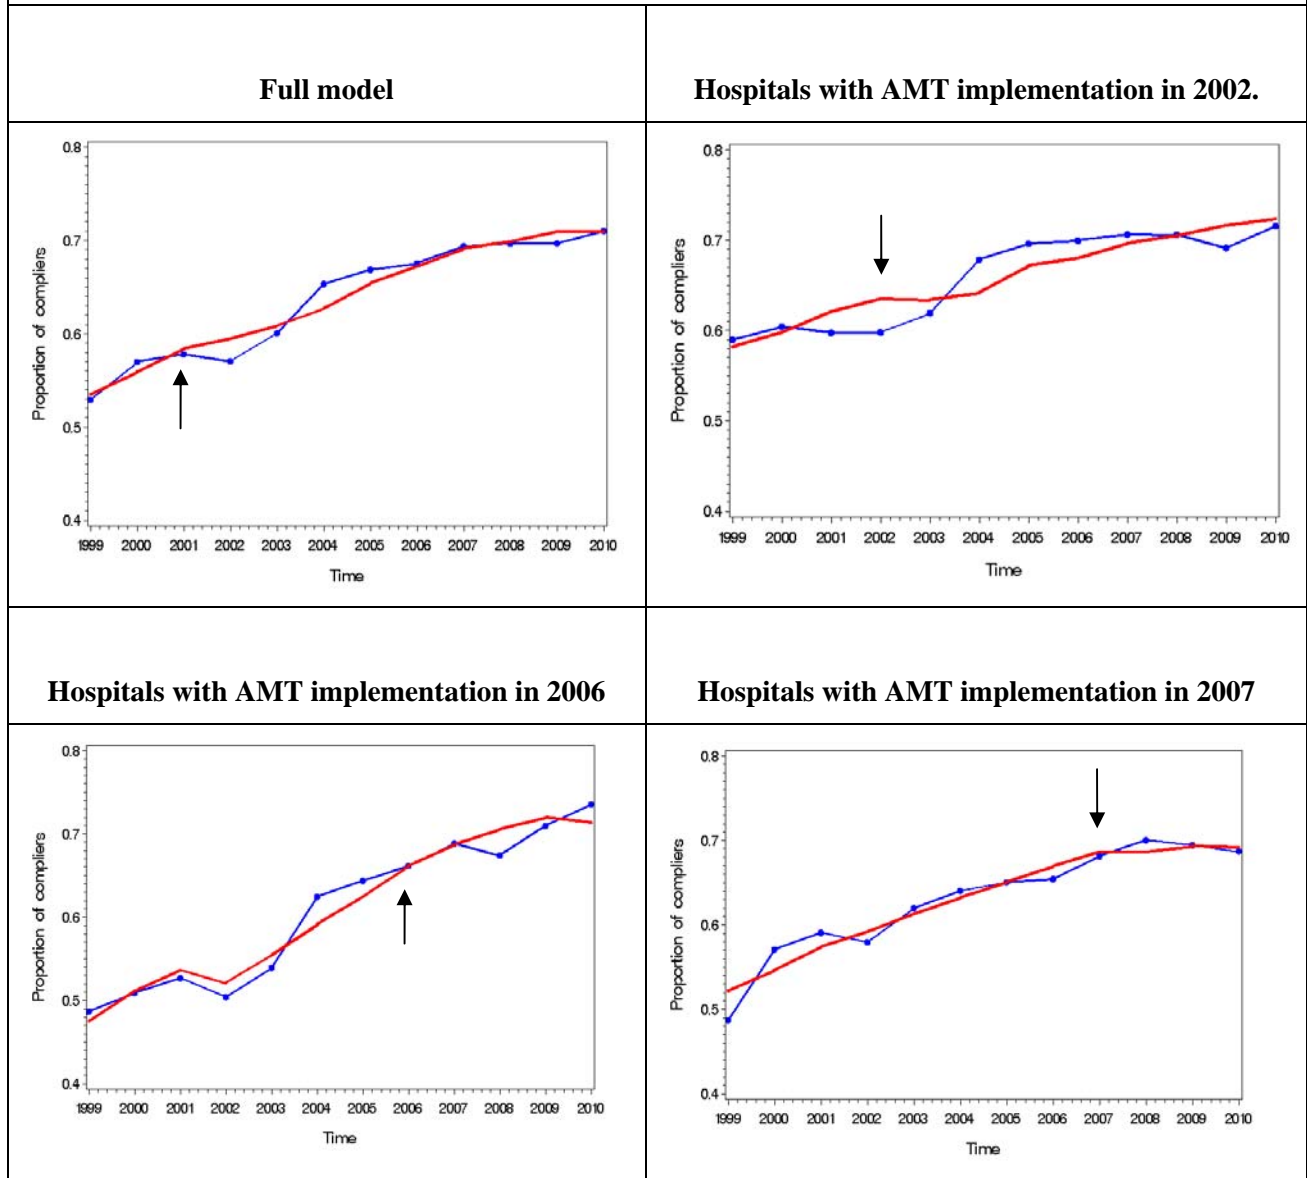 Full model
Hospitals with AMT implementation in 2002.
0.8
0.7
0.6
0.5
0.4
Proportion of compliers
1999 2000 2001 2002 2003 2004 2005 2006 2007 2008 2009 2010
Time
0.8
0.7
0.6
0.5
0.4
Proportion of compliers
1999 2000 2001 2002 2003 2004 2005 2006 2007 2008 2009 2010
Time
Hospitals with AMT implementation in 2006
Hospitals with AMT implementation in 2007
0.8
0.7
0.6
0.5
0.4
Proportion of compliers
1999 2000 2001 2002 2003 2004 2005 2006 2007 2008 2009 2010
Time
0.8
0.7
0.6
0.5
0.4
Proportion of compliers
1999 2000 2001 2002 2003 2004 2005 2006 2007 2008 2009 2010
Time